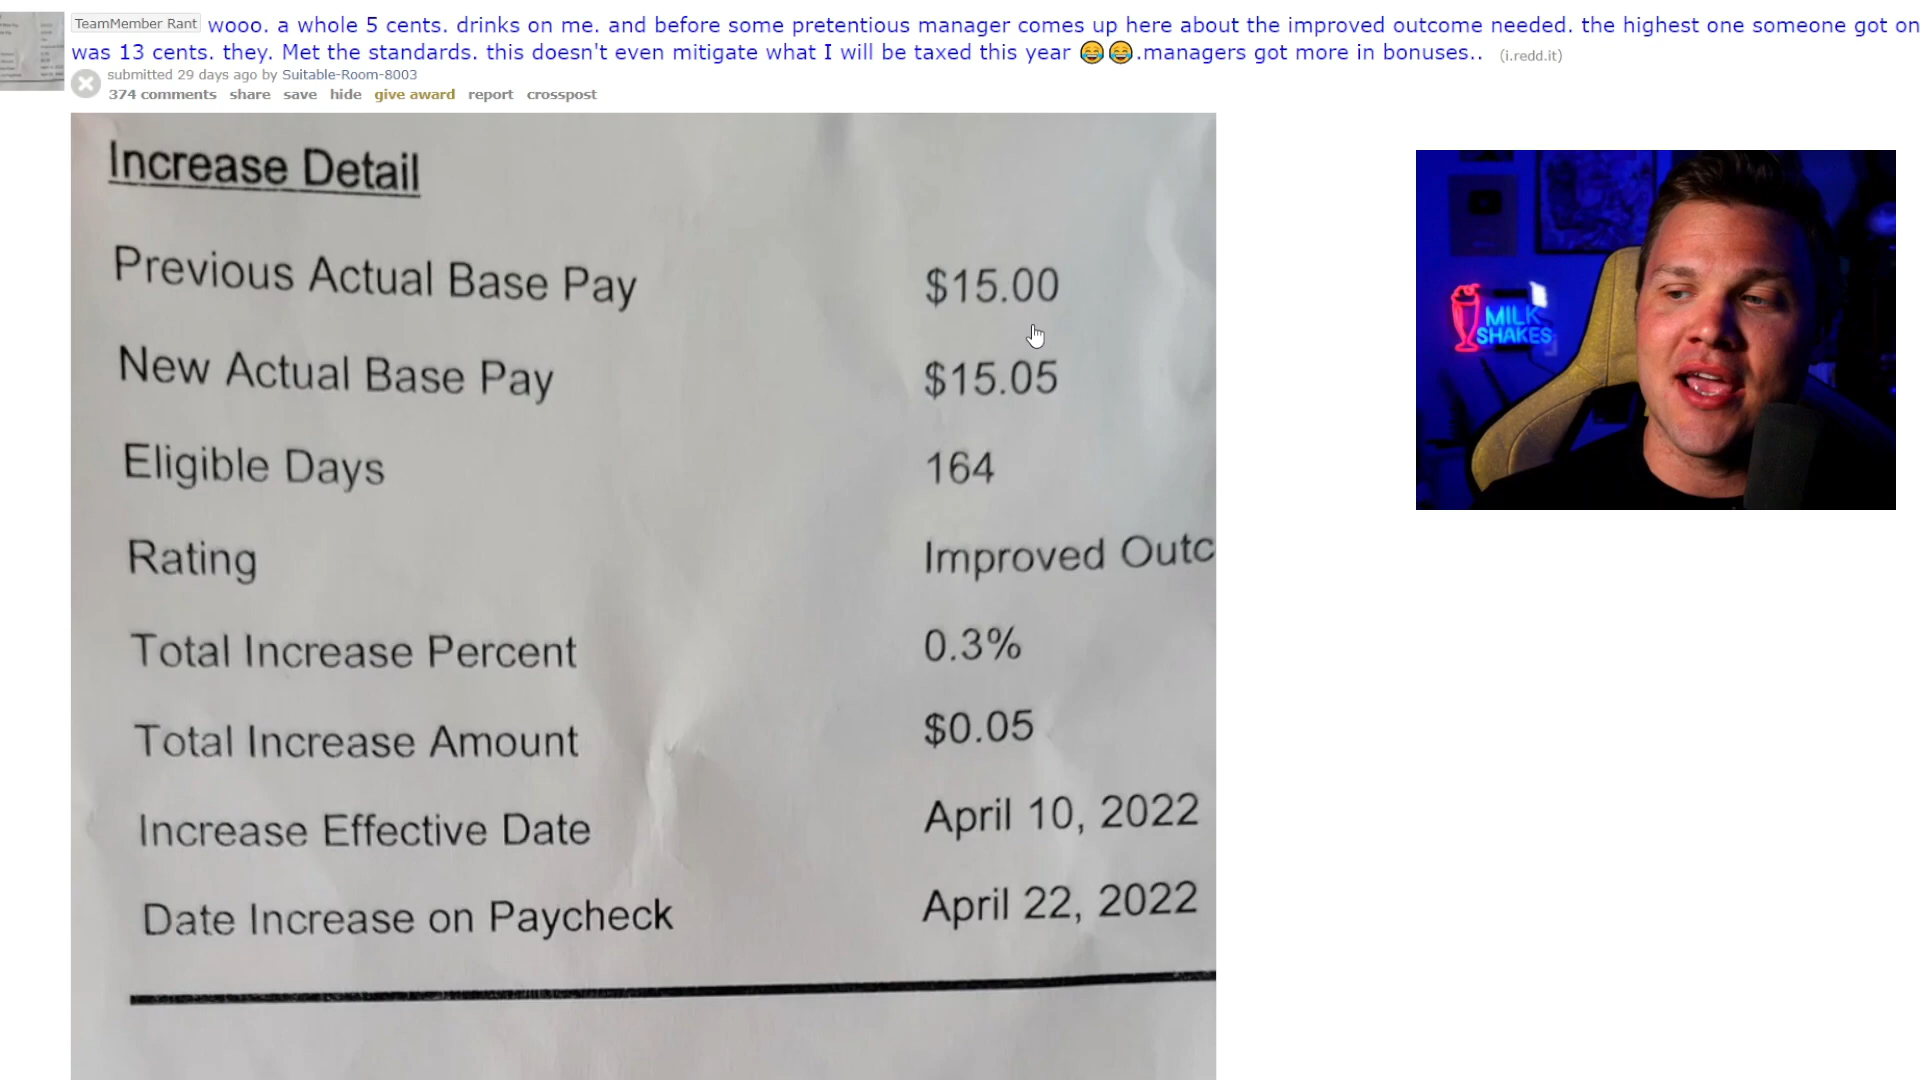 TeamMember Rant wooo. a whole 5 cents. drinks on me. and before some pretentious manager comes up here about the improved outcome needed. the highest one someone got on
was 13 cents. they. Met the standards. this doesn't even mitigate what I will be taxed this year 😂😂.managers got more in bonuses.. (i.redd.it)
submitted 29 days ago by Suitable-Room-8003
374 comments share save hide give award report crosspost
Increase Detail
Previous Actual Base Pay $15.00
New Actual Base Pay $15.05
Eligible Days 164
Rating Improved Outc
Total Increase Percent 0.3%
Total Increase Amount $0.05
Increase Effective Date April 10, 2022
Date Increase on Paycheck April 22, 2022
MILK
SHAKES